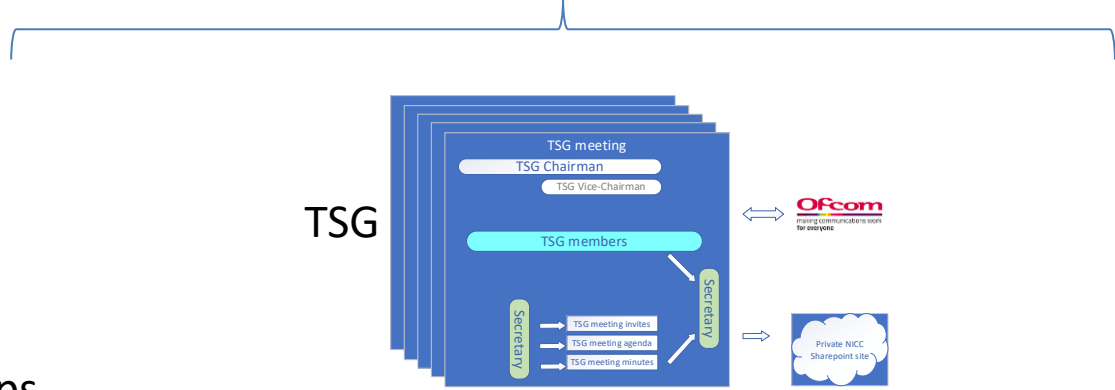 TSG meeting
TSG Chairman
TSG Vice-Chairman
TSG
Ofcom
making communications work
for everyone
TSG members
Secretary
Secretary
TSG meeting invites
TSG meeting agenda
TSG meeting minutes
Private NICC
Sharepoint site